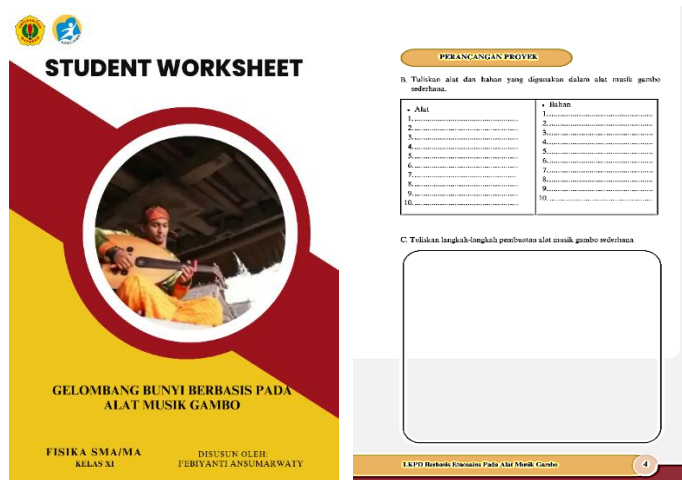 STUDENT WORKSHEET
GELOMBANG BUNYI BERBASIS PADA
ALAT MUSIK GAMBO
FISIKA SMA/MA
KELAS XI
DISUSUN OLEH:
FEBIYANTI ANSUMARWATY
PERANCANGAN PROYEK
B. Tuliskan alat dan bahan yang digunakan dalam alat musik gambo
sederhana.
• Alat
1.
2.
3.
4.
5.
6.
7.
8.
9.
10.
• Bahan
1.
2.
3.
4.
5.
6.
7.
8.
9.
10.
C. Tuliskan langkah-langkah pembuatan alat musik gambo sederhana
LKPD Berbasis Etnosains Pada Alat Musik Gambo
4